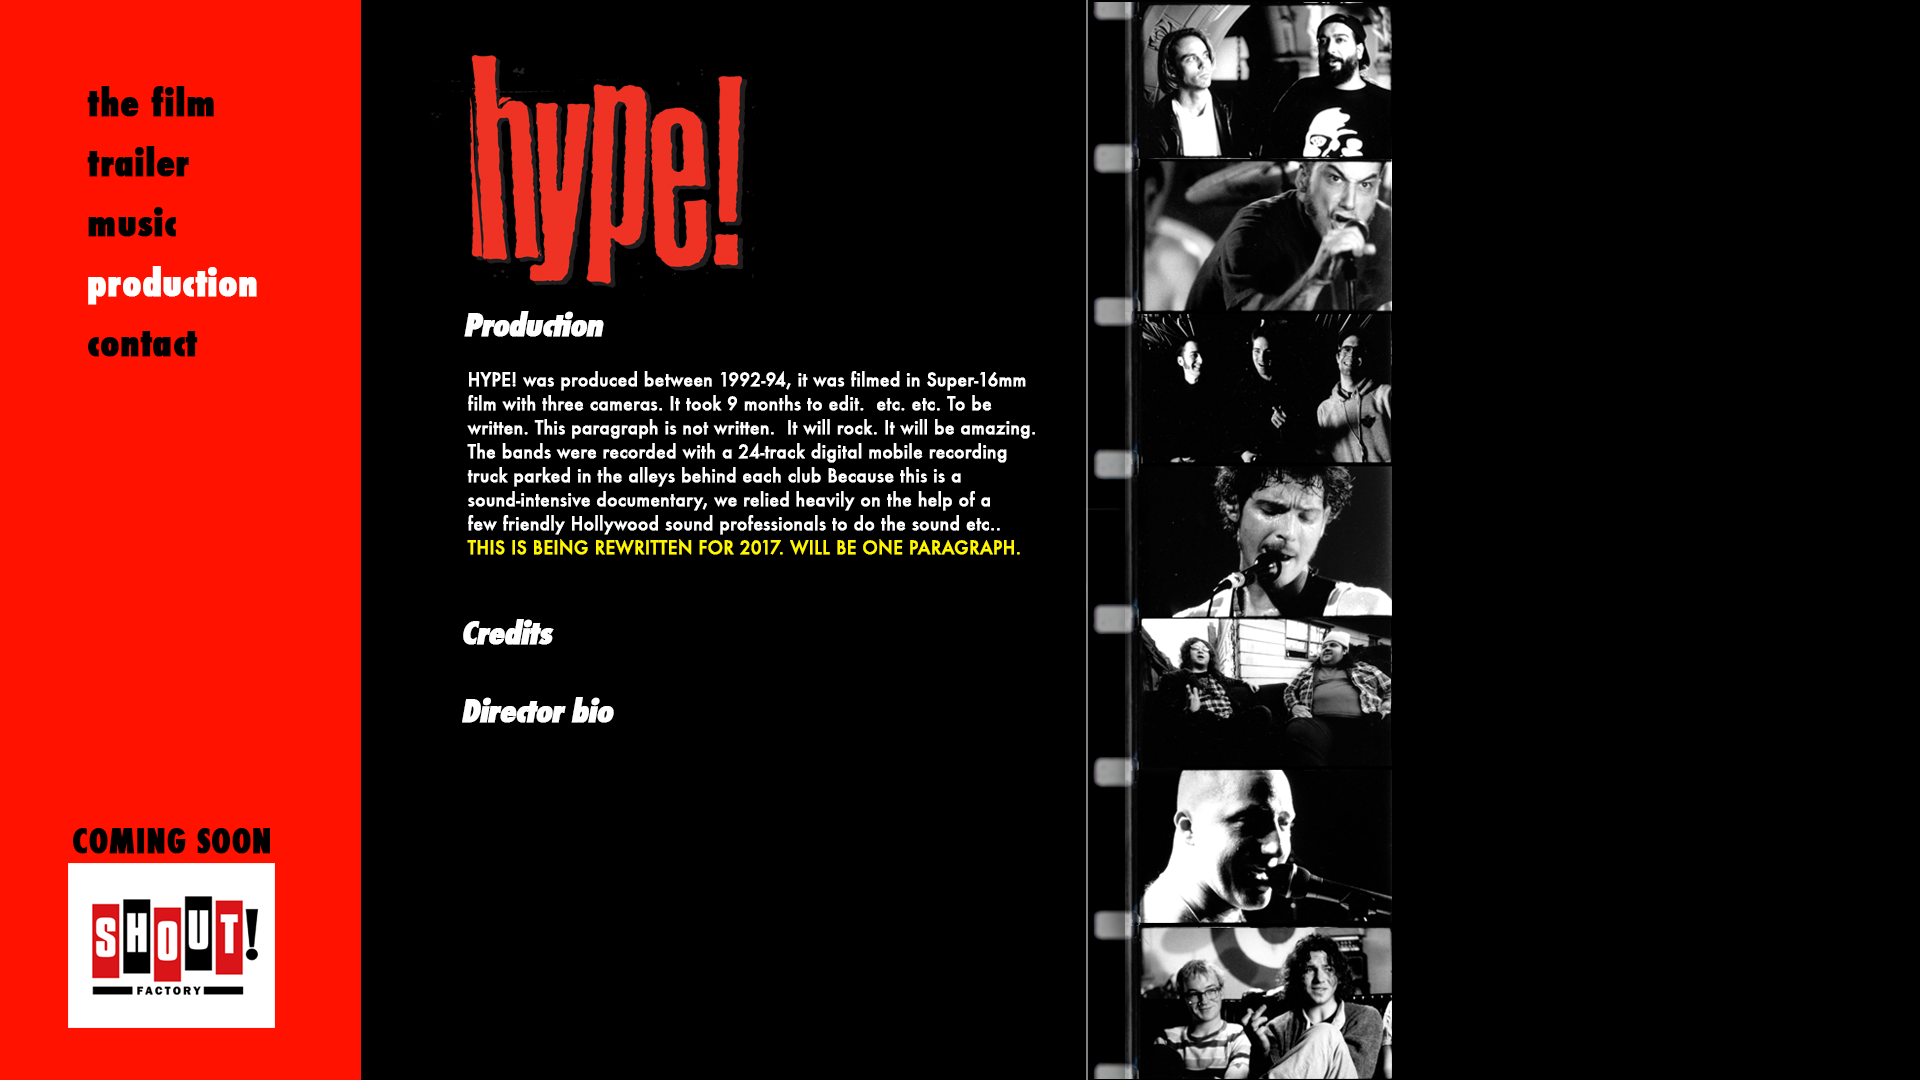 the film
trailer
music
production
contact
COMING SOON
SHOUT!
FACTORY
hype!
Production
HYPE! was produced between 1992-94, it was filmed in Super-16mm
film with three cameras. It took 9 months to edit.  etc. etc. To be
written. This paragraph is not written.  It will rock. It will be amazing.
The bands were recorded with a 24-track digital mobile recording
truck parked in the alleys behind each club Because this is a
sound-intensive documentary, we relied heavily on the help of a
few friendly Hollywood sound professionals to do the sound etc..
THIS IS BEING REWRITTEN FOR 2017. WILL BE ONE PARAGRAPH.
Credits
Director bio